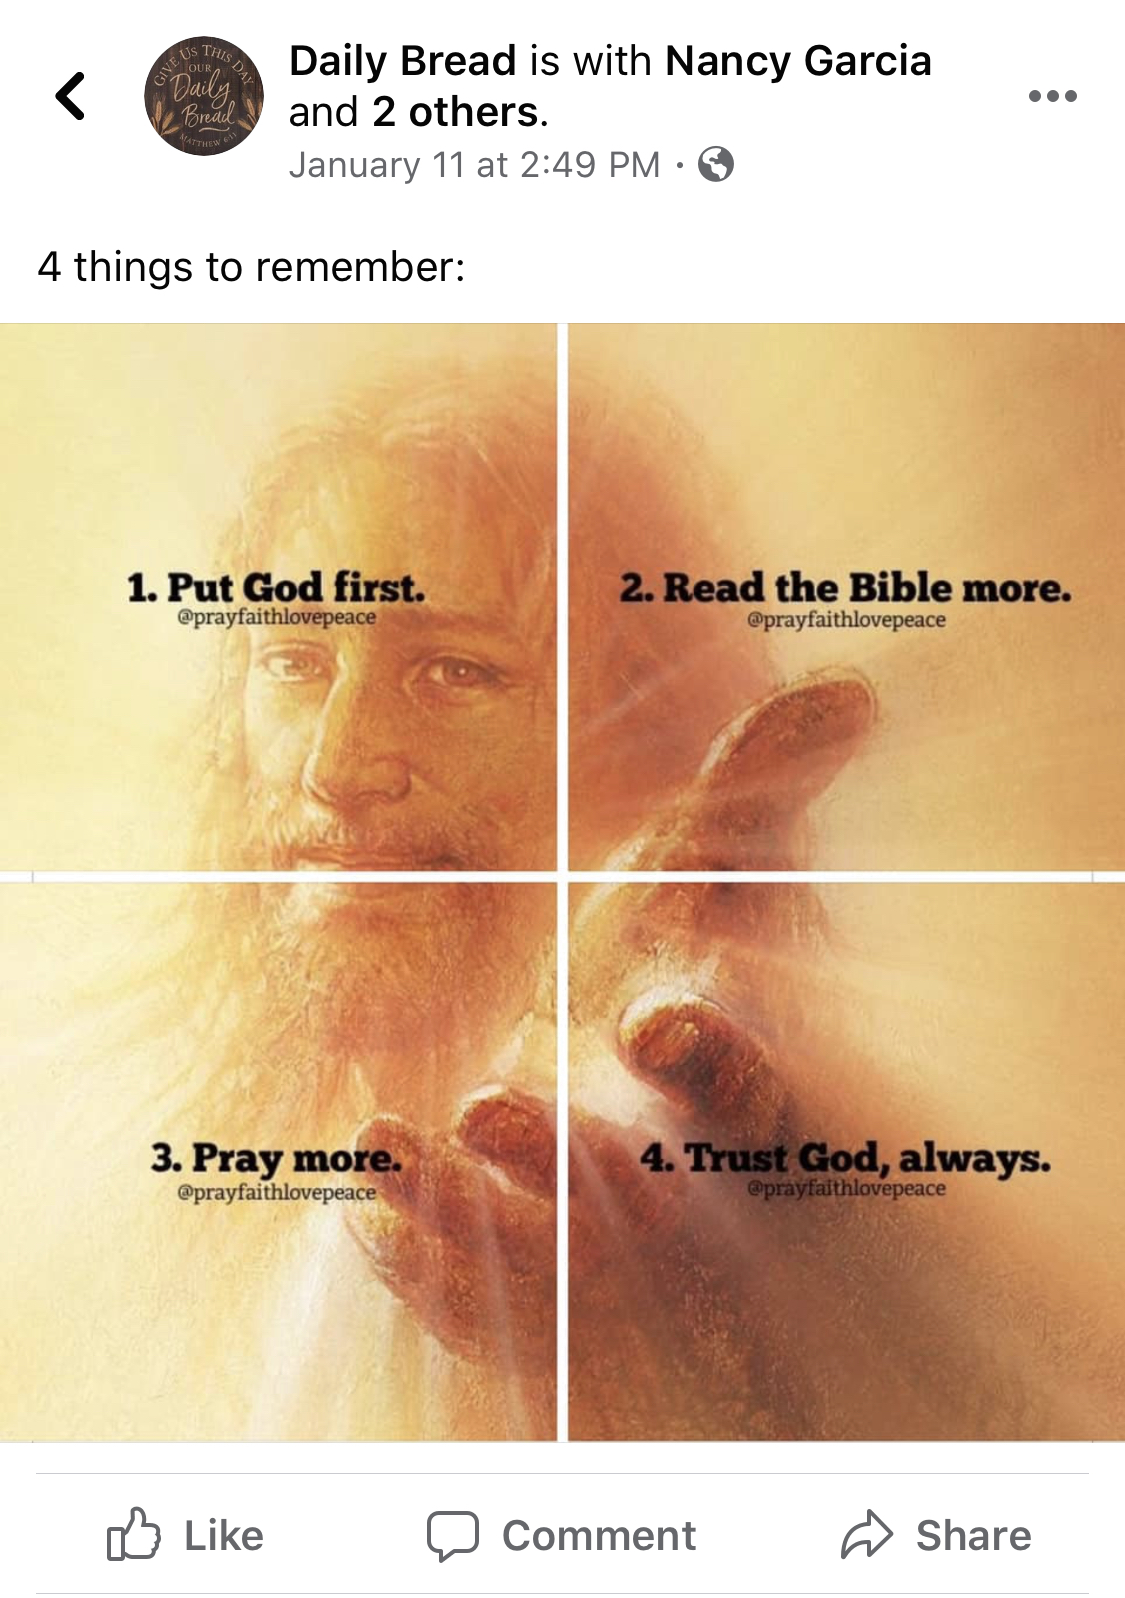 GIVE US THIS DAY
OUR
Daily
Bread
MATTHEW 6:11
Daily Bread is with Nancy Garcia
and 2 others.
January 11 at 2:49 PM ·
4 things to remember:
1. Put God first.
@prayfaithlovepeace
2. Read the Bible more.
@prayfaithlovepeace
3. Pray more.
@prayfaithlovepeace
4. Trust God, always.
@prayfaithlovepeace
Like
Comment
Share